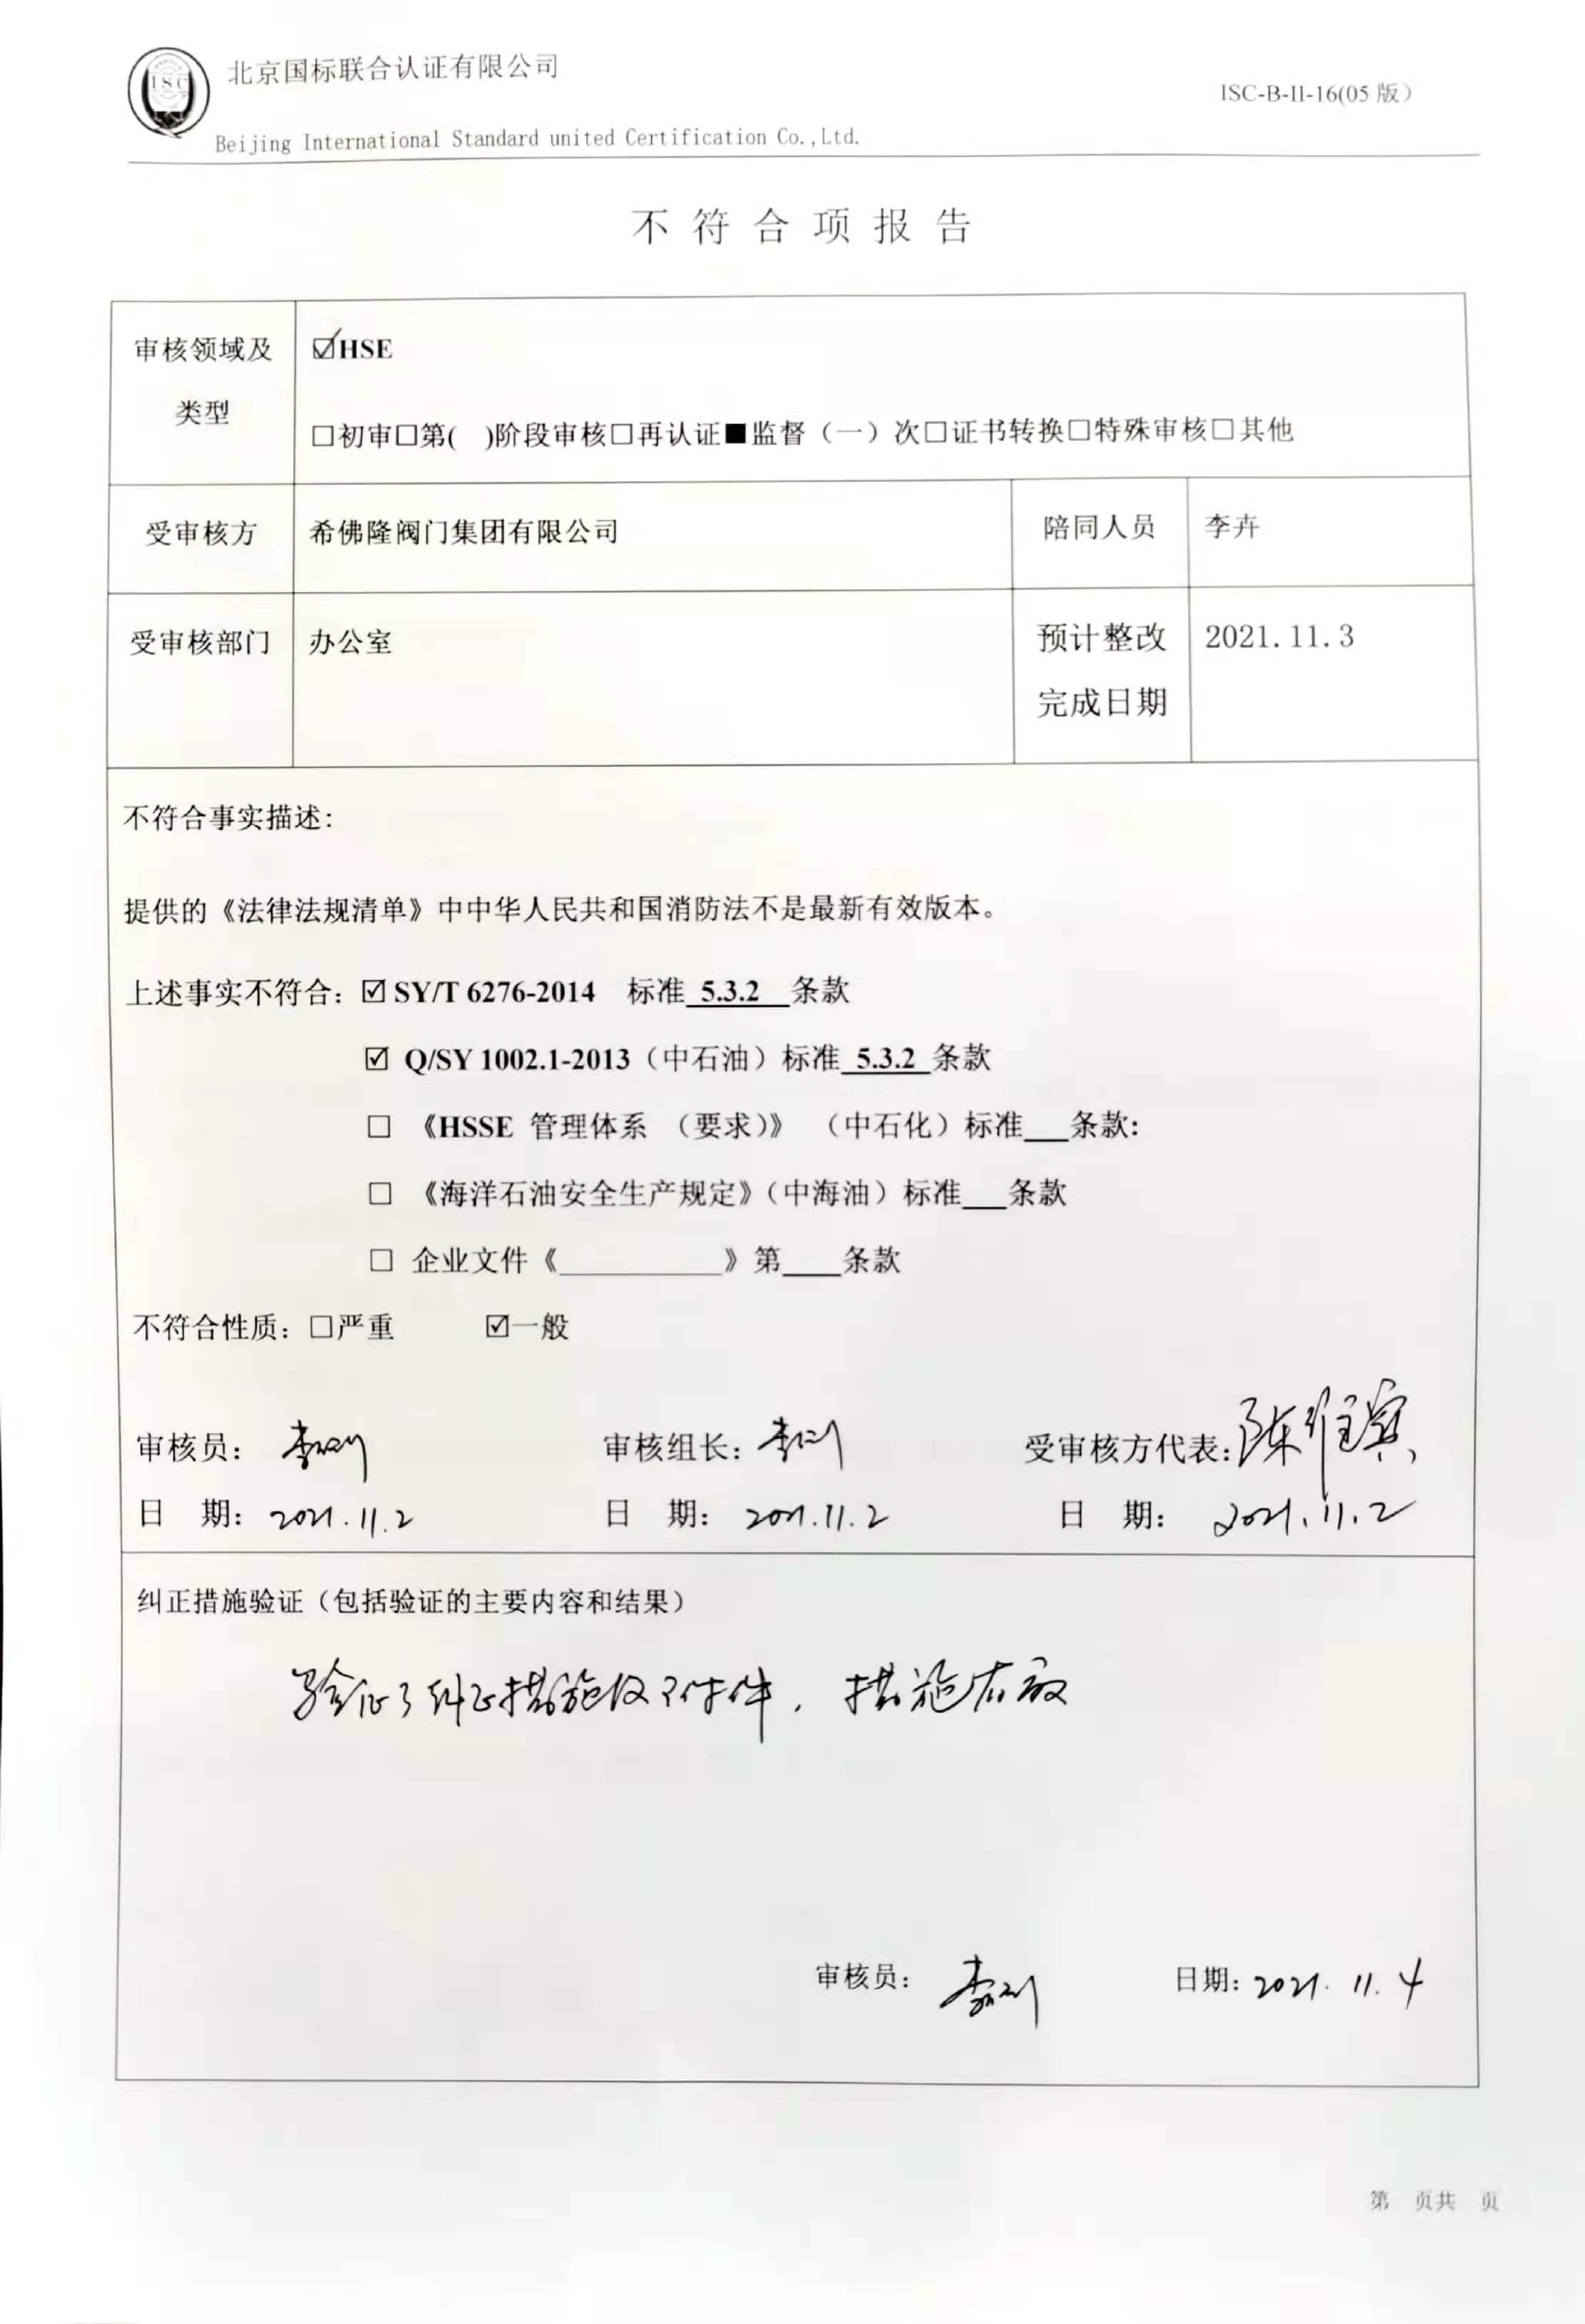 ISC
北京国标联合认证有限公司
ISC-B-II-16(05 版)
Beijing International Standard united Certification Co.,Ltd.
不 符 合 项 报 告
审核领域及类型
☑HSE
□初审□第( )阶段审核□再认证■监督（一）次□证书转换□特殊审核□其他
受审核方 希佛隆阀门集团有限公司 陪同人员 李卉
受审核部门 办公室 预计整改完成日期 2021.11.3
不符合事实描述:
提供的《法律法规清单》中中华人民共和国消防法不是最新有效版本。
上述事实不符合: ☑ SY/T 6276-2014 标准 5.3.2 条款
☑ Q/SY 1002.1-2013（中石油）标准 5.3.2 条款
□ 《HSSE 管理体系 （要求）》 （中石化）标准___条款:
□ 《海洋石油安全生产规定》（中海油）标准___条款
□ 企业文件《___________》第____条款
不符合性质: □严重 ☑一般
审核员: 审核组长: 受审核方代表:
日 期: 2021.11.2 日 期: 2021.11.2 日 期: 2021.11.2
纠正措施验证（包括验证的主要内容和结果）
验证了纠正措施及附件，措施有效
审核员: 日期: 2021.11.4
第 页共 页